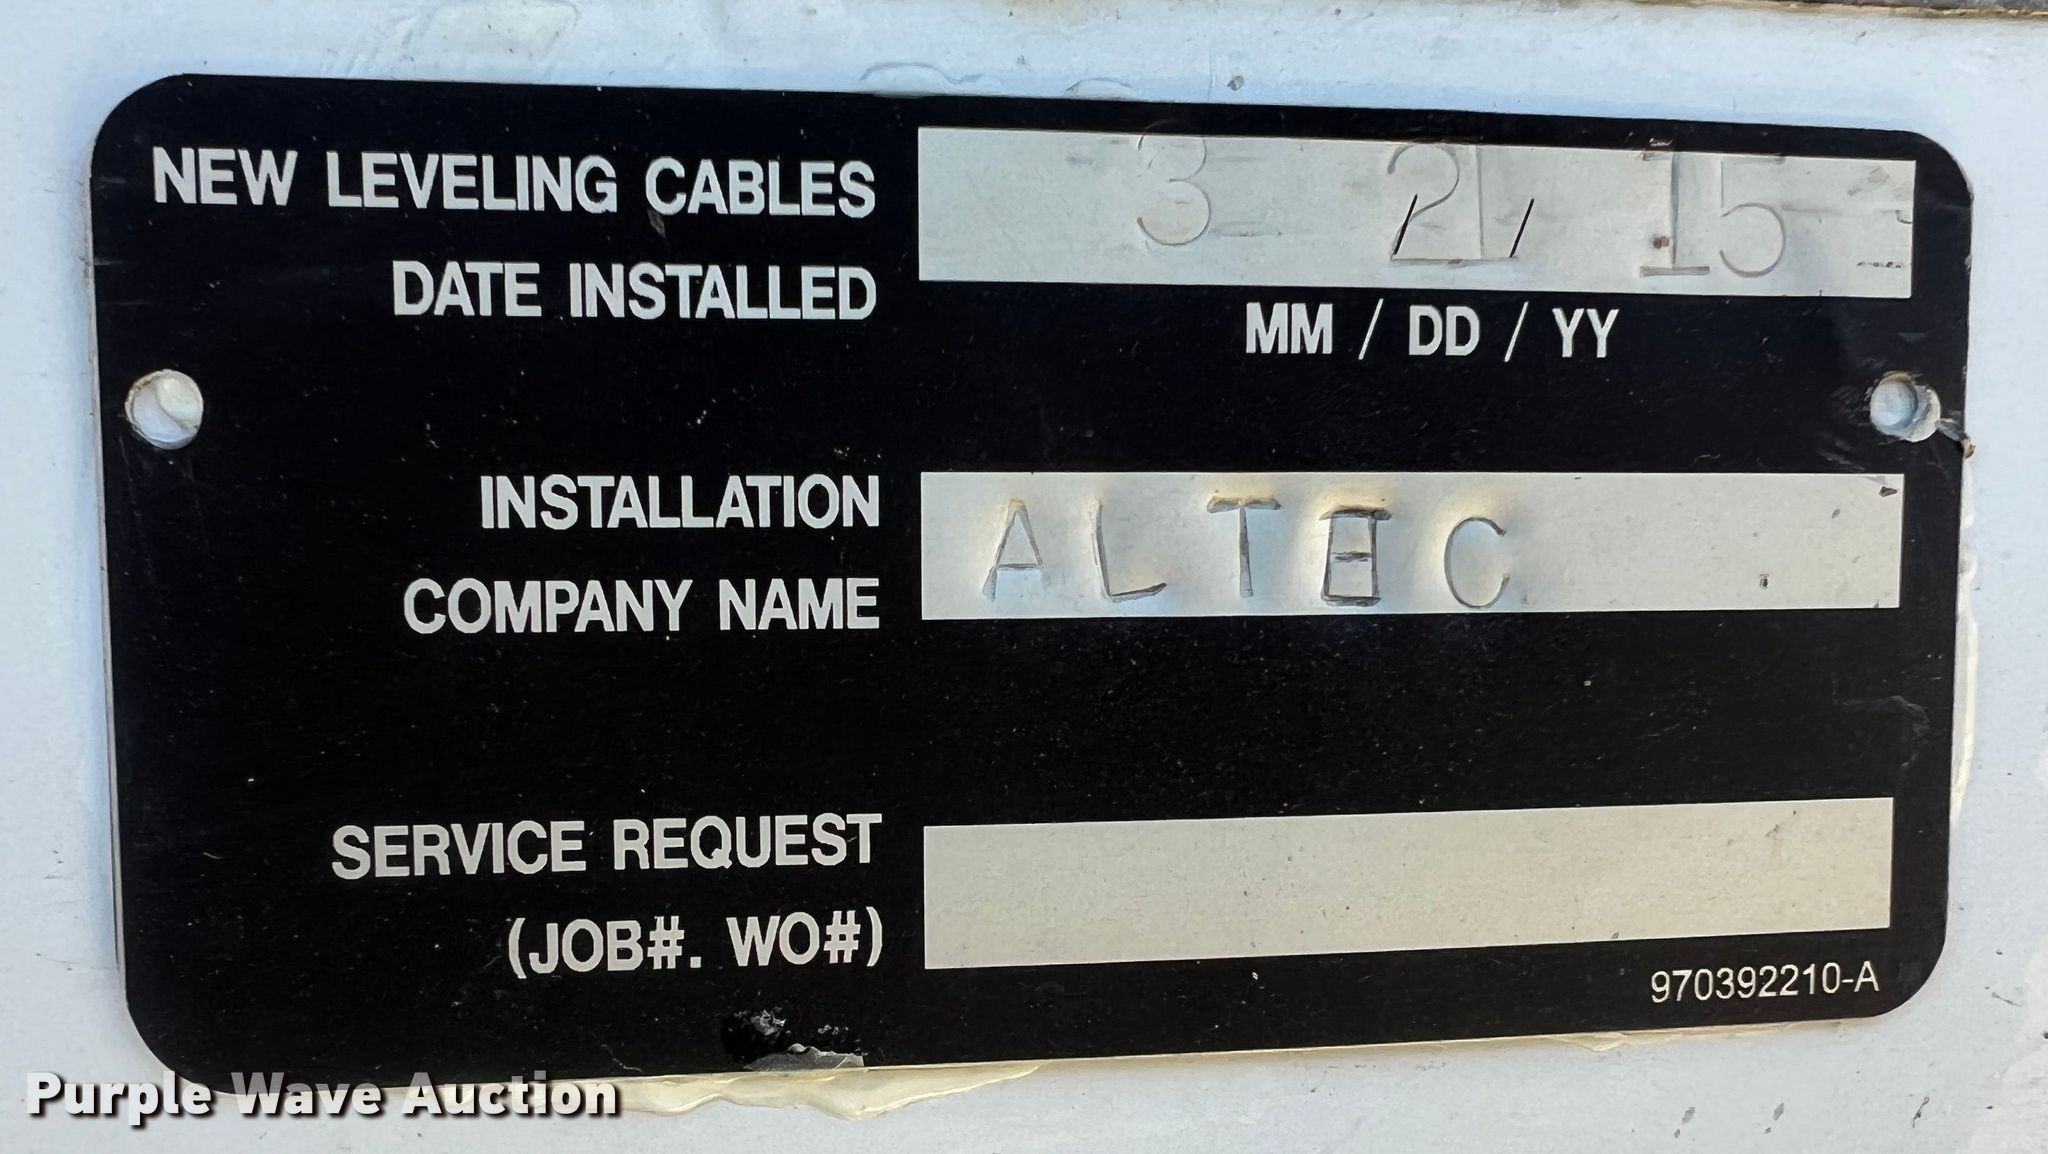 NEW LEVELING CABLES
DATE INSTALLED
3 / 21 / 15
MM / DD / YY
INSTALLATION
COMPANY NAME
ALTEC
SERVICE REQUEST
(JOB#. WO#)
970392210-A
Purple Wave Auction